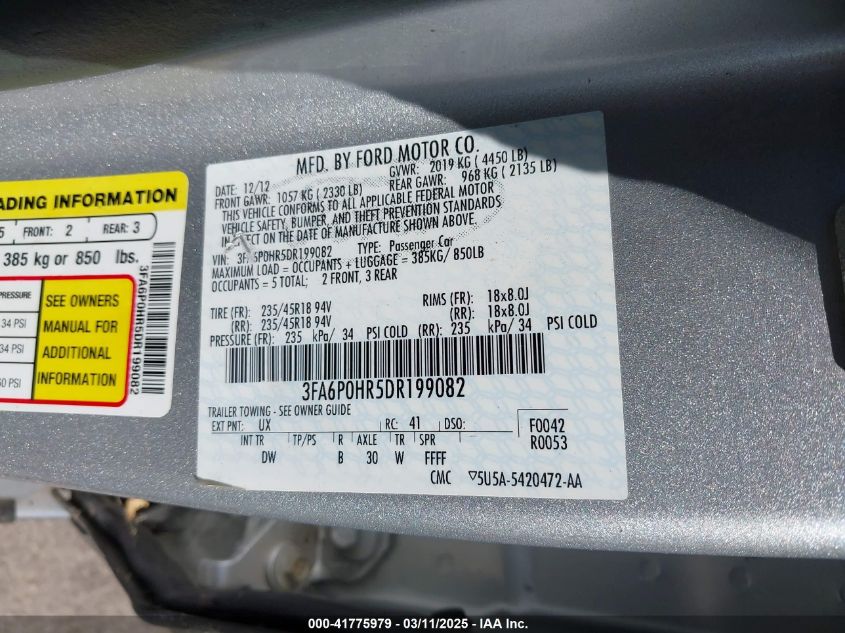 ADING INFORMATION
5 FRONT: 2 REAR: 3
385 kg or 850 lbs.
PRESSURE
34 PSI
34 PSI
60 PSI
SEE OWNERS
MANUAL FOR
ADDITIONAL
INFORMATION
3FA6P0HR5DR199082
MFD. BY FORD MOTOR CO.
DATE: 12/12 GVWR: 2019 KG ( 4450 LB)
FRONT GAWR: 1057 KG ( 2330 LB) REAR GAWR: 968 KG ( 2135 LB)
THIS VEHICLE CONFORMS TO ALL APPLICABLE FEDERAL MOTOR
VEHICLE SAFETY, BUMPER, AND THEFT PREVENTION STANDARDS
IN EFFECT ON THE DATE OF MANUFACTURE SHOWN ABOVE.
VIN: 3FA6P0HR5DR199082 TYPE: Passenger Car
MAXIMUM LOAD = OCCUPANTS + LUGGAGE = 385KG/ 850LB
OCCUPANTS = 5 TOTAL; 2 FRONT, 3 REAR
TIRE (FR): 235/45R18 94V RIMS (FR): 18x8.0J
(RR): 235/45R18 94V (RR): 18x8.0J
PRESSURE (FR): 235 kPa/ 34 PSI COLD (RR): 235 kPa/ 34 PSI COLD
3FA6P0HR5DR199082
TRAILER TOWING - SEE OWNER GUIDE
EXT PNT: UX RC: 41 DSO: F0042
INT TR TP/PS R AXLE TR SPR R0053
DW B 30 W FFFF
CMC ▽5U5A-5420472-AA
000-41775979 - 03/11/2025 - IAA Inc.